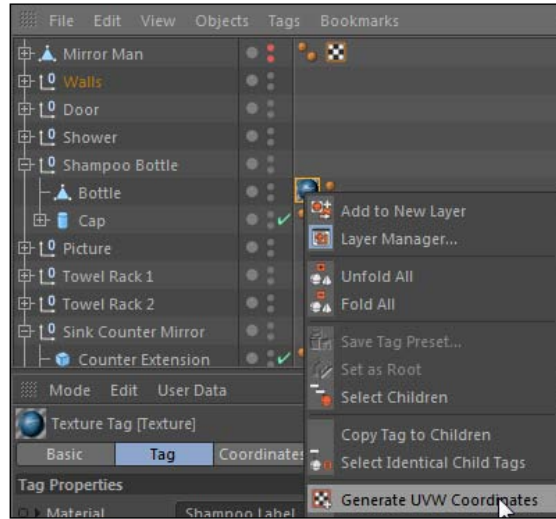 File Edit View Objects Tags Bookmarks
Mirror Man
Walls
Door
Shower
Shampoo Bottle
Bottle
Cap
Picture
Towel Rack 1
Towel Rack 2
Sink Counter Mirror
Counter Extension
Add to New Layer
Layer Manager...
Unfold All
Fold All
Save Tag Preset...
Set as Root
Select Children
Copy Tag to Children
Select Identical Child Tags
Generate UVW Coordinates
Mode Edit User Data
Texture Tag [Texture]
Basic Tag Coordinates
Tag Properties
Material Shampoo Label